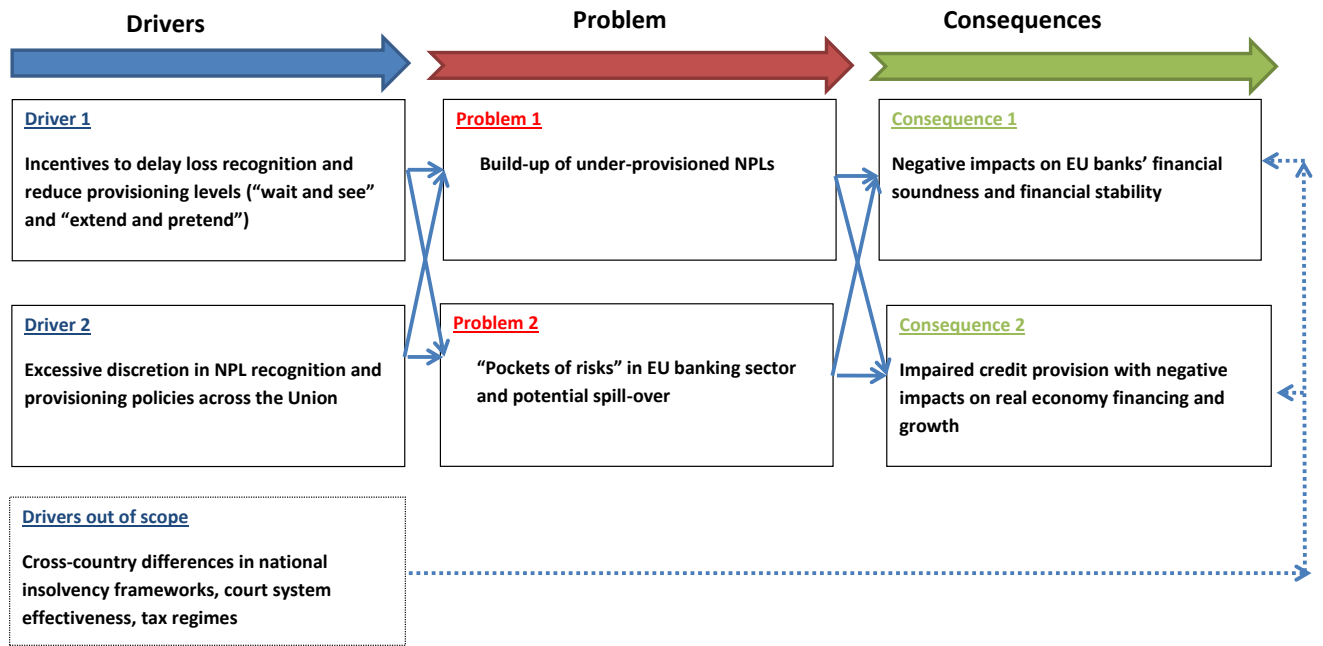 Drivers
Problem
Consequences
Driver 1
Incentives to delay loss recognition and
reduce provisioning levels (“wait and see”
and “extend and pretend”)
Problem 1
Build-up of under-provisioned NPLs
Consequence 1
Negative impacts on EU banks’ financial
soundness and financial stability
Driver 2
Excessive discretion in NPL recognition and
provisioning policies across the Union
Problem 2
“Pockets of risks” in EU banking sector
and potential spill-over
Consequence 2
Impaired credit provision with negative
impacts on real economy financing and
growth
Drivers out of scope
Cross-country differences in national
insolvency frameworks, court system
effectiveness, tax regimes